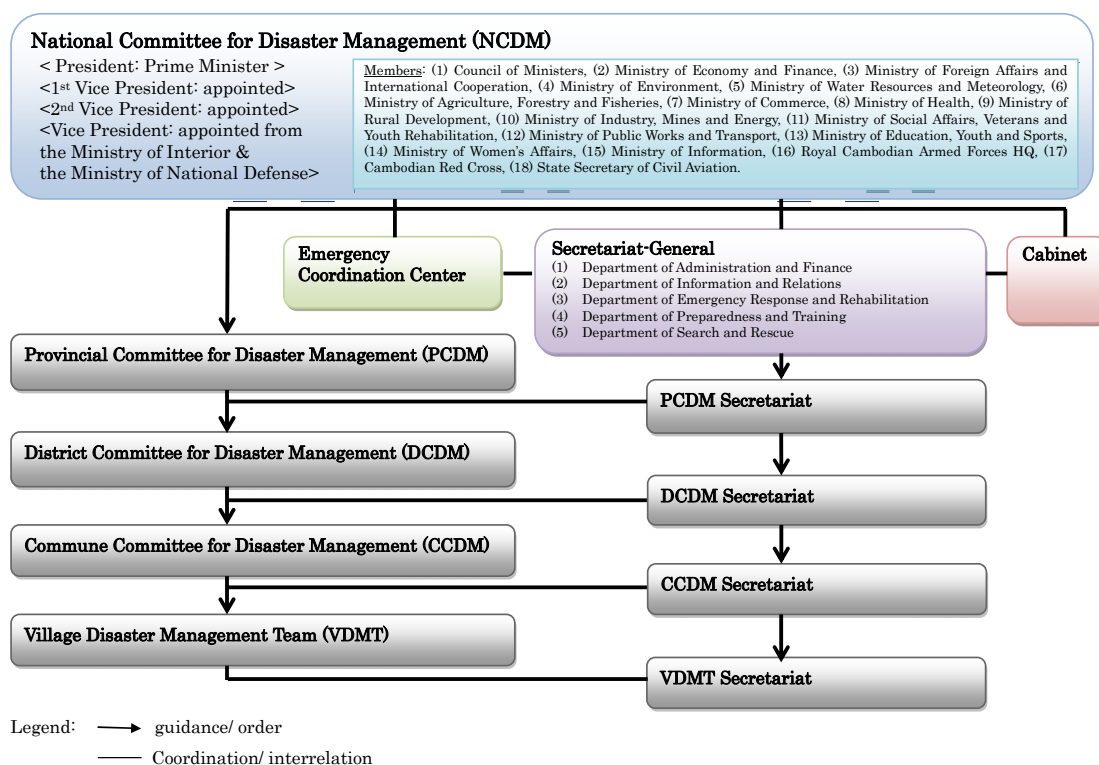 National Committee for Disaster Management (NCDM)
< President: Prime Minister >
<1st Vice President: appointed>
<2nd Vice President: appointed>
<Vice President: appointed from
the Ministry of Interior &
the Ministry of National Defense>
Members: (1) Council of Ministers, (2) Ministry of Economy and Finance, (3) Ministry of Foreign Affairs and
International Cooperation, (4) Ministry of Environment, (5) Ministry of Water Resources and Meteorology, (6)
Ministry of Agriculture, Forestry and Fisheries, (7) Ministry of Commerce, (8) Ministry of Health, (9) Ministry of
Rural Development, (10) Ministry of Industry, Mines and Energy, (11) Ministry of Social Affairs, Veterans and
Youth Rehabilitation, (12) Ministry of Public Works and Transport, (13) Ministry of Education, Youth and Sports,
(14) Ministry of Women's Affairs, (15) Ministry of Information, (16) Royal Cambodian Armed Forces HQ, (17)
Cambodian Red Cross, (18) State Secretary of Civil Aviation.
Emergency
Coordination Center
Secretariat-General
(1) Department of Administration and Finance
(2) Department of Information and Relations
(3) Department of Emergency Response and Rehabilitation
(4) Department of Preparedness and Training
(5) Department of Search and Rescue
Cabinet
Provincial Committee for Disaster Management (PCDM)
PCDM Secretariat
District Committee for Disaster Management (DCDM)
DCDM Secretariat
Commune Committee for Disaster Management (CCDM)
CCDM Secretariat
Village Disaster Management Team (VDMT)
VDMT Secretariat
Legend: guidance/ order
Coordination/ interrelation